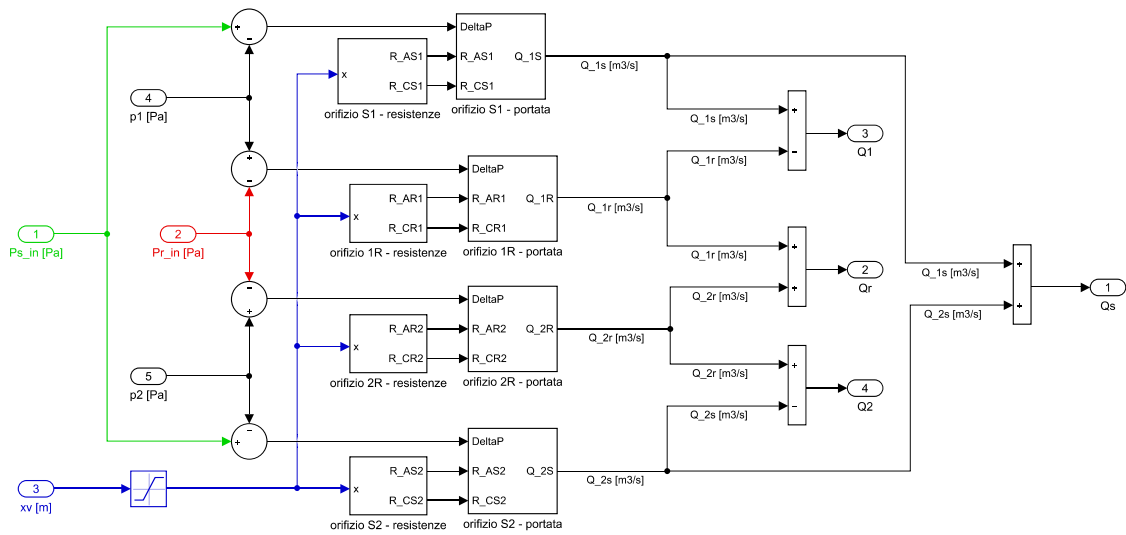 DeltaP
R_AS1
R_CS1
Q_1S
orifizio S1 - portata
x
R_AS1
R_CS1
orifizio S1 - resistenze
Q_1s [m3/s]
4
p1 [Pa]
Q_1s [m3/s]
Q_1r [m3/s]
3
Q1
DeltaP
R_AR1
R_CR1
Q_1R
orifizio 1R - portata
x
R_AR1
R_CR1
orifizio 1R - resistenze
Q_1r [m3/s]
1
Ps_in [Pa]
2
Pr_in [Pa]
Q_1r [m3/s]
Q_2r [m3/s]
2
Qr
Q_1s [m3/s]
Q_2s [m3/s]
1
Qs
DeltaP
R_AR2
R_CR2
Q_2R
orifizio 2R - portata
x
R_AR2
R_CR2
orifizio 2R - resistenze
Q_2r [m3/s]
5
p2 [Pa]
Q_2r [m3/s]
Q_2s [m3/s]
4
Q2
DeltaP
R_AS2
R_CS2
Q_2S
orifizio S2 - portata
x
R_AS2
R_CS2
orifizio S2 - resistenze
Q_2s [m3/s]
3
xv [m]